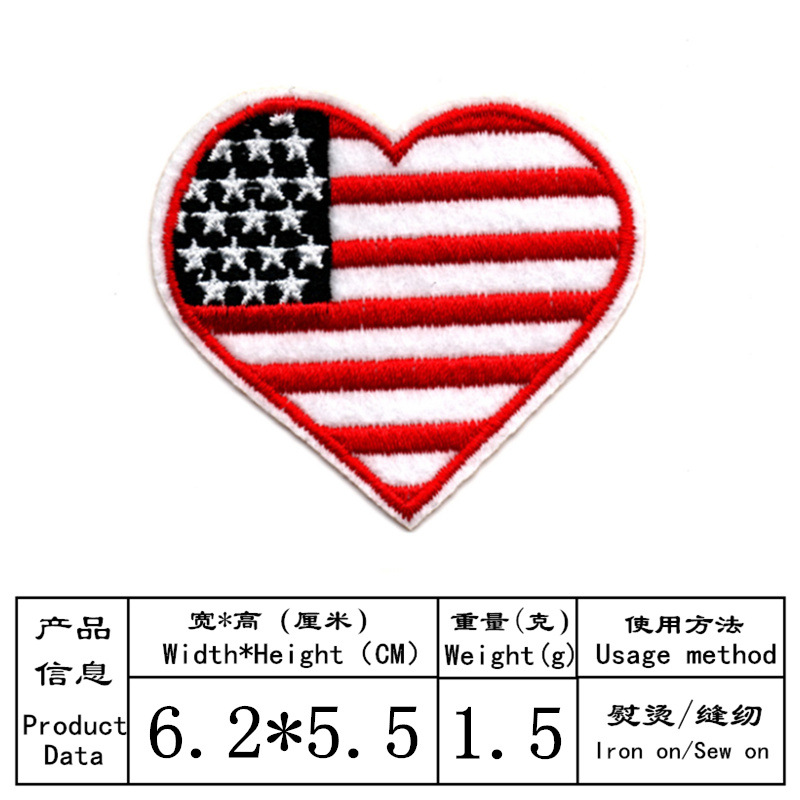 产品
信息
Product
Data
宽*高 (厘米)
Width*Height (CM)
6.2*5.5
重量(克)
Weight(g)
1.5
使用方法
Usage method
熨烫/缝纫
Iron on/Sew on